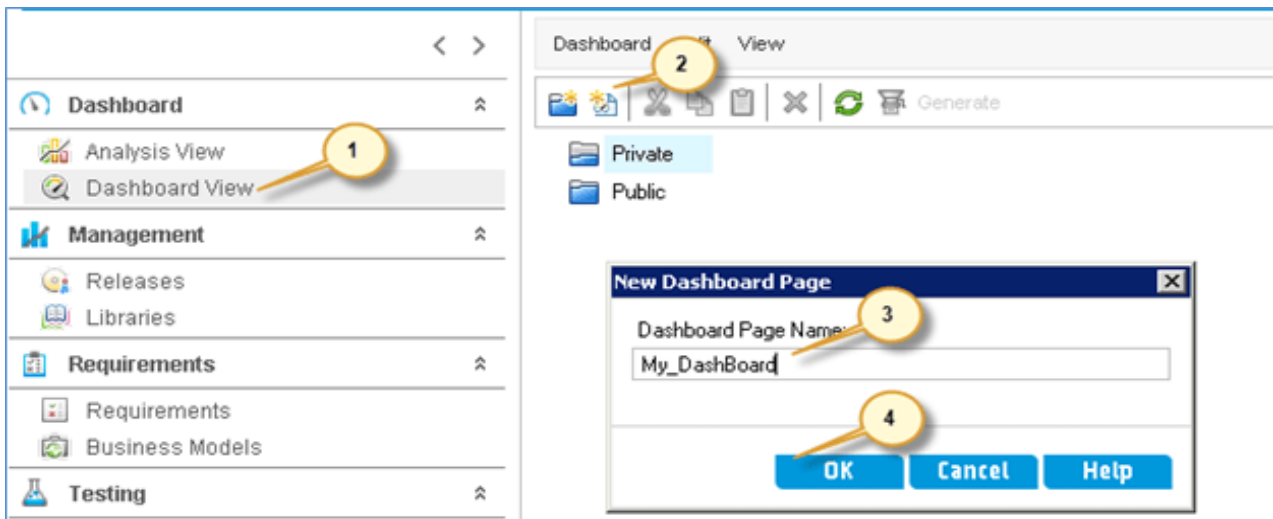 Dashboard
Analysis View
Dashboard View
Management
Releases
Libraries
Requirements
Requirements
Business Models
Testing
1
Dashboard View
2
Generate
Private
Public
New Dashboard Page
Dashboard Page Name:
3
My_DashBoard
4
OK Cancel Help